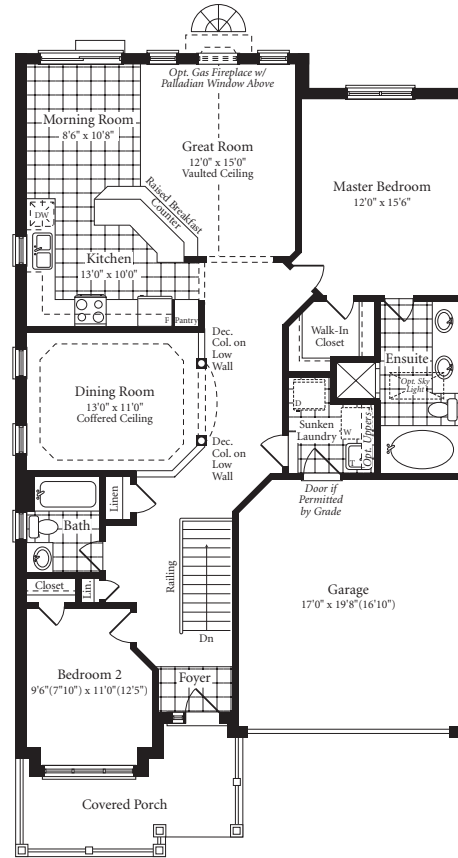 Opt. Gas Fireplace w/
Palladian Window Above
Morning Room
8'6" x 10'8"
Great Room
12'0" x 15'0"
Vaulted Ceiling
Master Bedroom
12'0" x 15'6"
Raised Breakfast
Counter
DW
Kitchen
13'0" x 10'0"
F
Pantry
Dec.
Col. on
Low
Wall
Walk-In
Closet
Ensuite
Opt. Sky
Light
Dining Room
13'0" x 11'0"
Coffered Ceiling
D
Sunken
Laundry
W
T
Opt. Uppers
Dec.
Col. on
Low
Wall
Door if
Permitted
by Grade
Linen
Bath
Closet
Lin.
Railing
Dn
Garage
17'0" x 19'8"(16'10")
Bedroom 2
9'6"(7'10") x 11'0"(12'5")
Foyer
Covered Porch